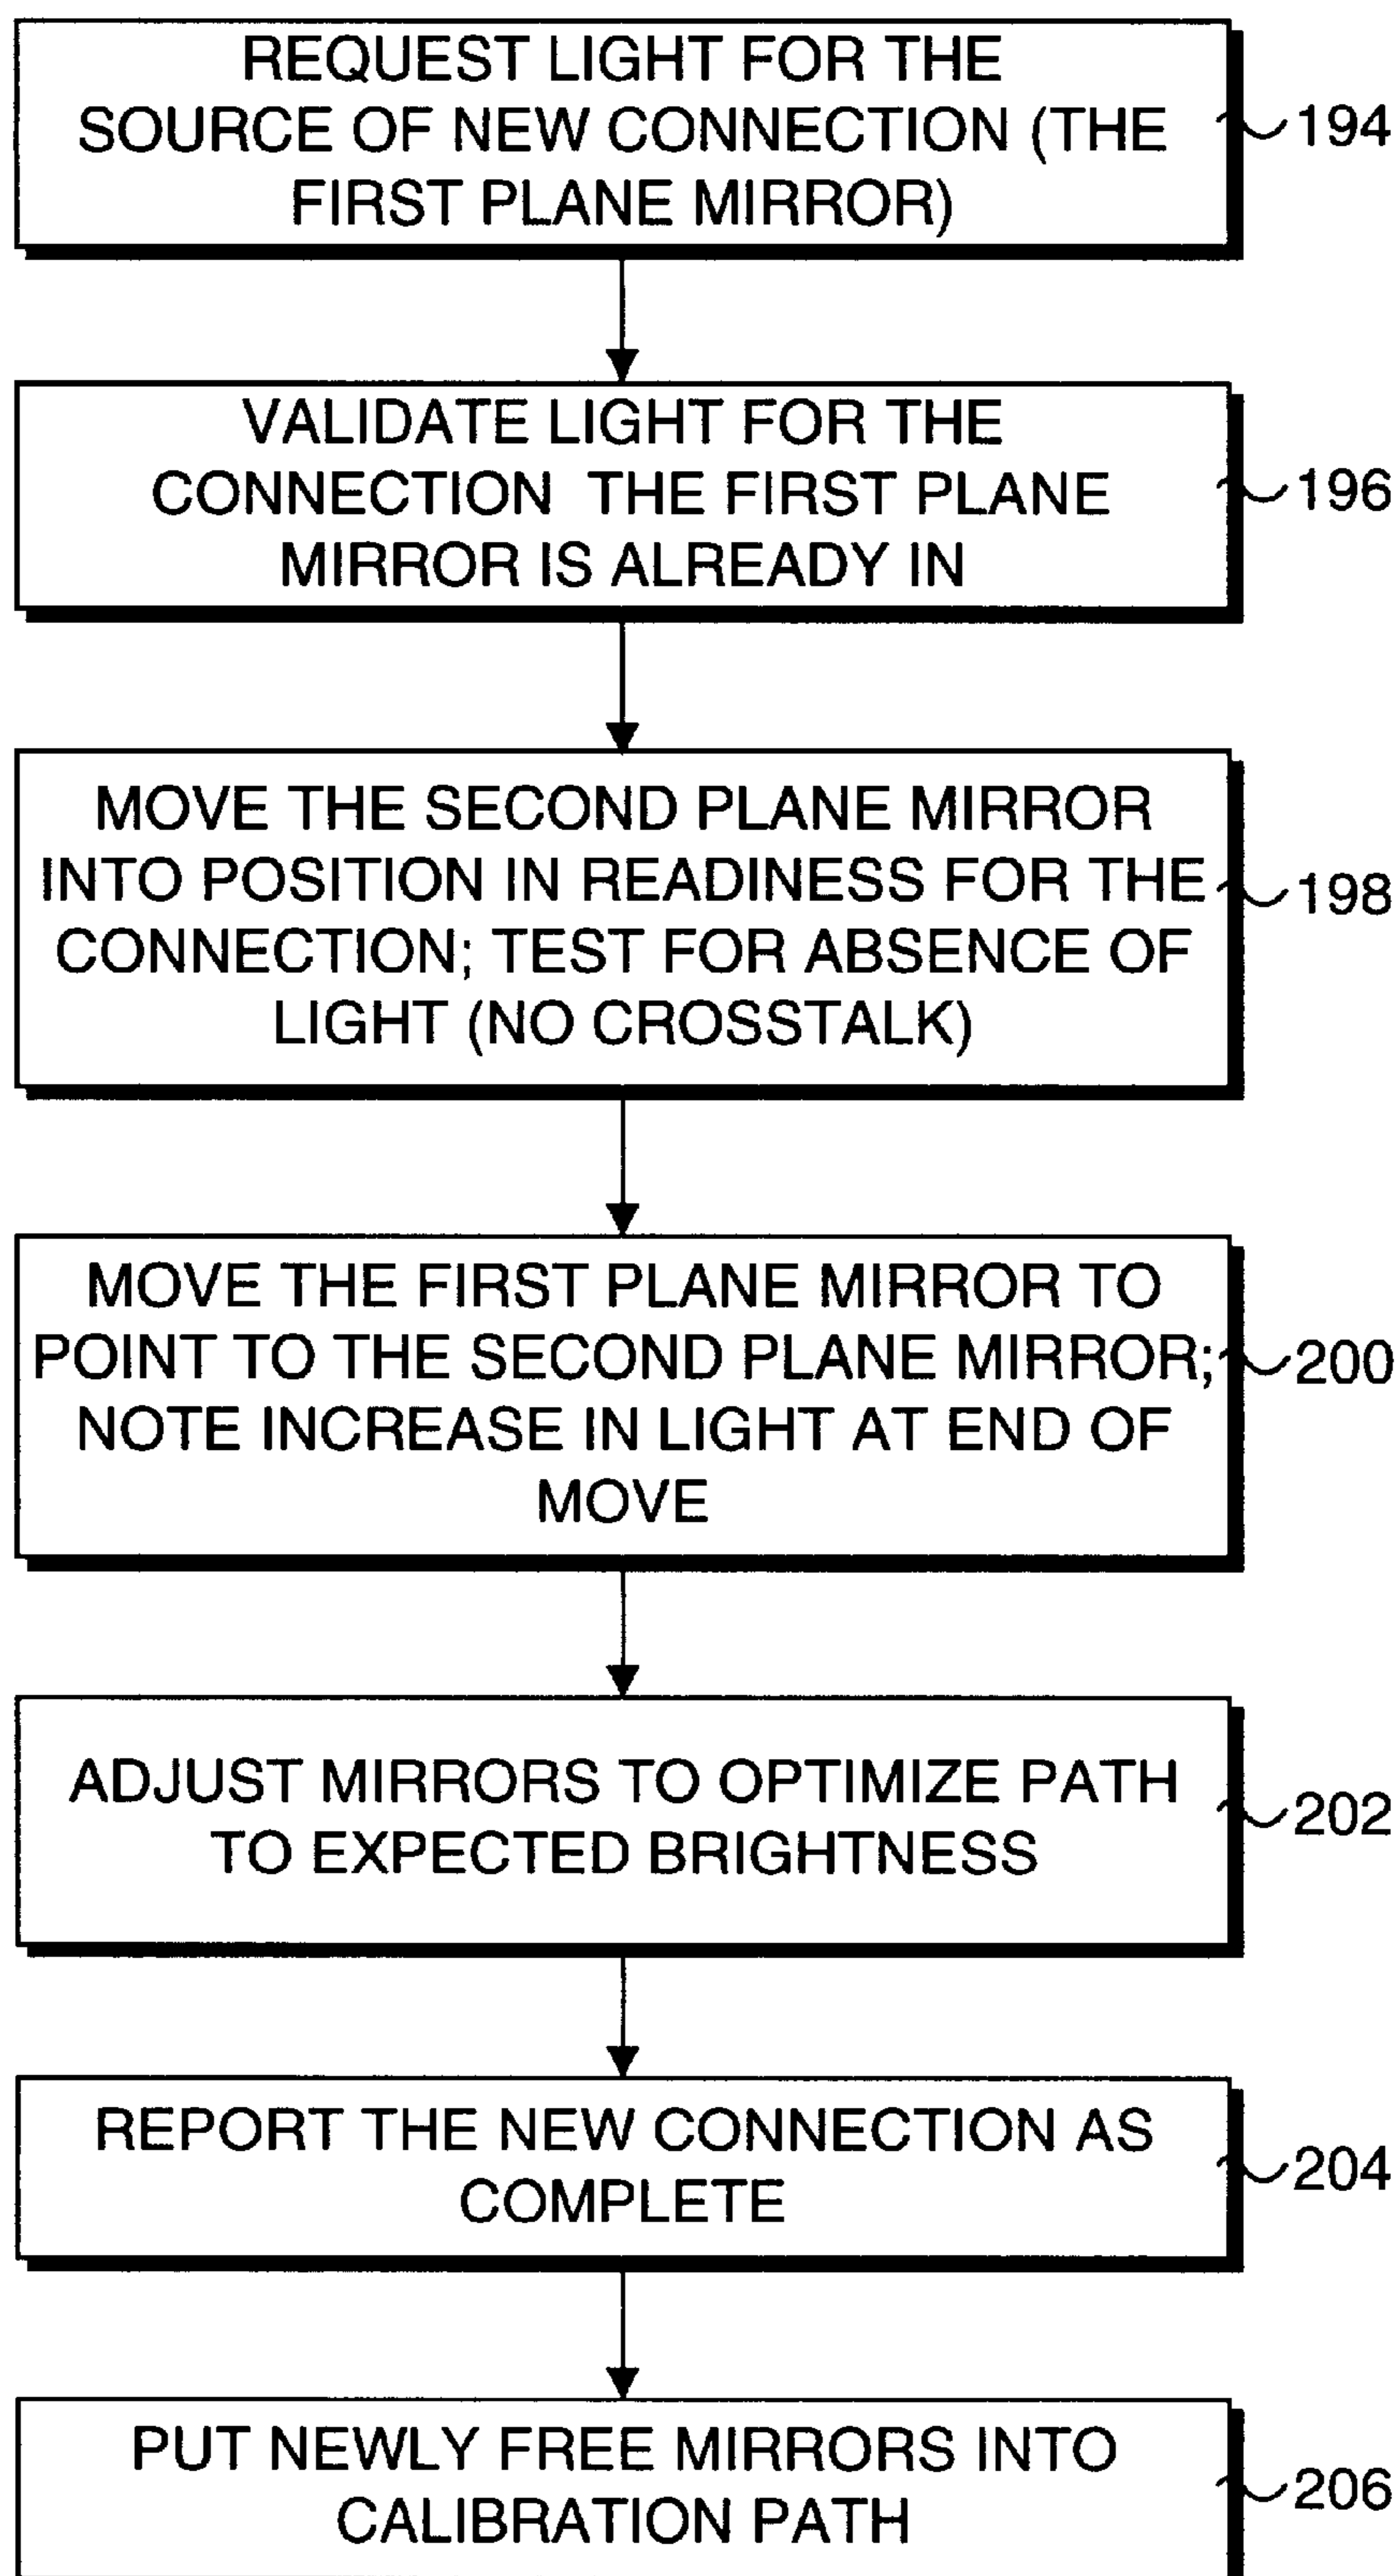 REQUEST LIGHT FOR THE
SOURCE OF NEW CONNECTION (THE
FIRST PLANE MIRROR)
194
VALIDATE LIGHT FOR THE
CONNECTION THE FIRST PLANE
MIRROR IS ALREADY IN
196
MOVE THE SECOND PLANE MIRROR
INTO POSITION IN READINESS FOR THE
CONNECTION; TEST FOR ABSENCE OF
LIGHT (NO CROSSTALK)
198
MOVE THE FIRST PLANE MIRROR TO
POINT TO THE SECOND PLANE MIRROR;
NOTE INCREASE IN LIGHT AT END OF
MOVE
200
ADJUST MIRRORS TO OPTIMIZE PATH
TO EXPECTED BRIGHTNESS
202
REPORT THE NEW CONNECTION AS
COMPLETE
204
PUT NEWLY FREE MIRRORS INTO
CALIBRATION PATH
206